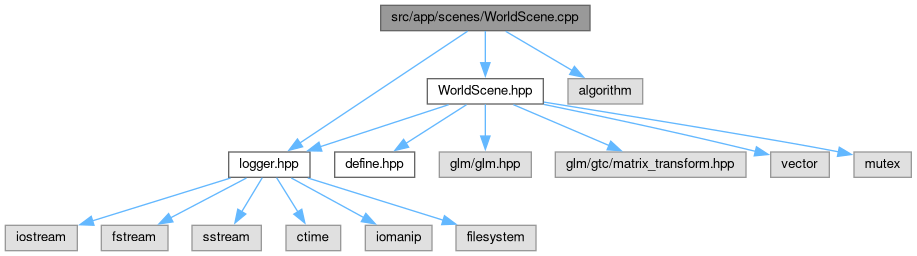 src/app/scenes/WorldScene.cpp
WorldScene.hpp
algorithm
logger.hpp
define.hpp
glm/glm.hpp
glm/gtc/matrix_transform.hpp
vector
mutex
iostream
fstream
sstream
ctime
iomanip
filesystem